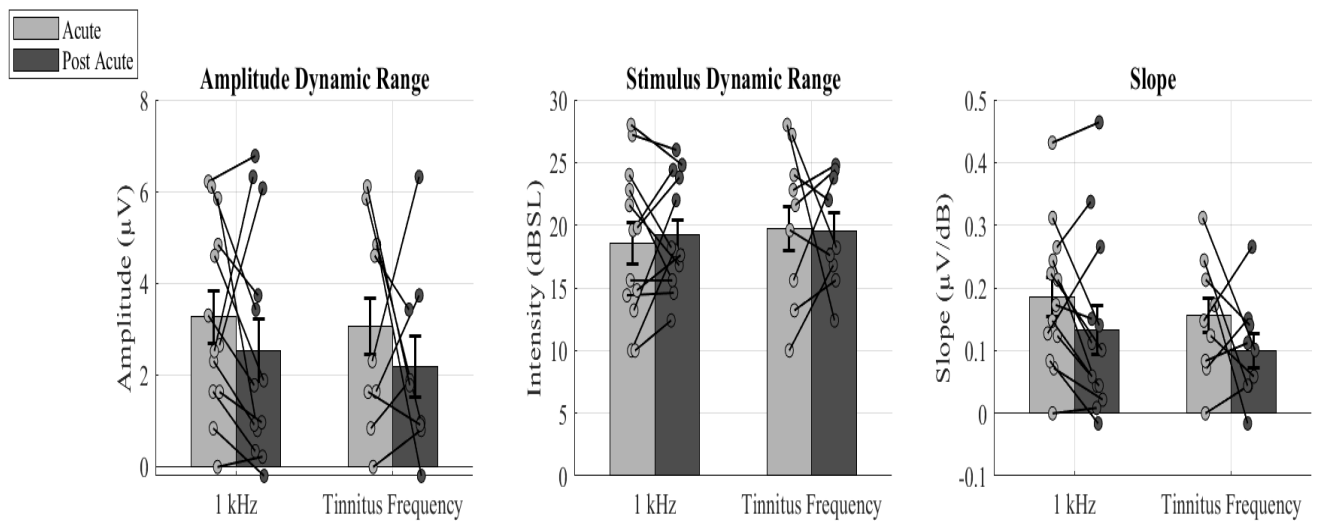 Acute
Post Acute
Amplitude Dynamic Range
Amplitude (µV)
8
6
4
2
0
1 kHz
Tinnitus Frequency
Stimulus Dynamic Range
Intensity (dBSL)
30
25
20
15
10
5
0
1 kHz
Tinnitus Frequency
Slope
Slope (µV/dB)
0.5
0.4
0.3
0.2
0.1
0
-0.1
1 kHz
Tinnitus Frequency